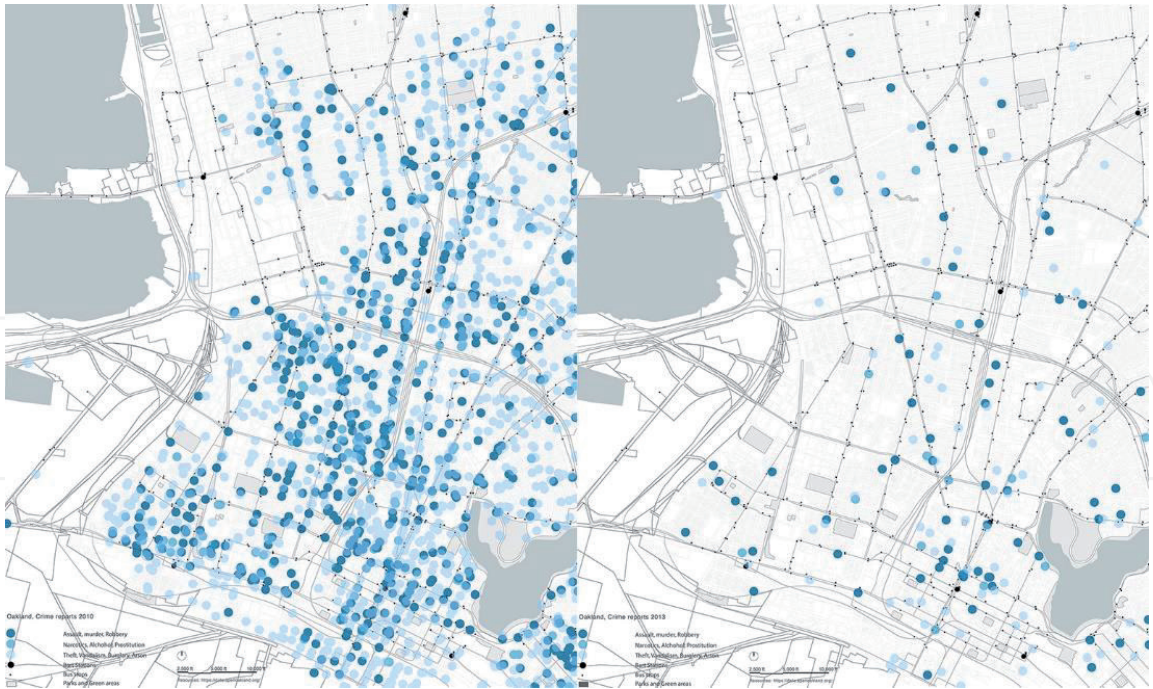 Oakland, Crime reports 2010
Assault, murder, Robbery
Narcotics, Alchohol, Prostitution
Theft, Vandalism, Burglary, Arson
Bart Stations
Bus stops
Parks and Green areas
Oakland, Crime reports 2013
Assault, murder, Robbery
Narcotics, Alchohol, Prostitution
Theft, Vandalism, Burglary, Arson
Bart Stations
Bus stops
Parks and Green areas